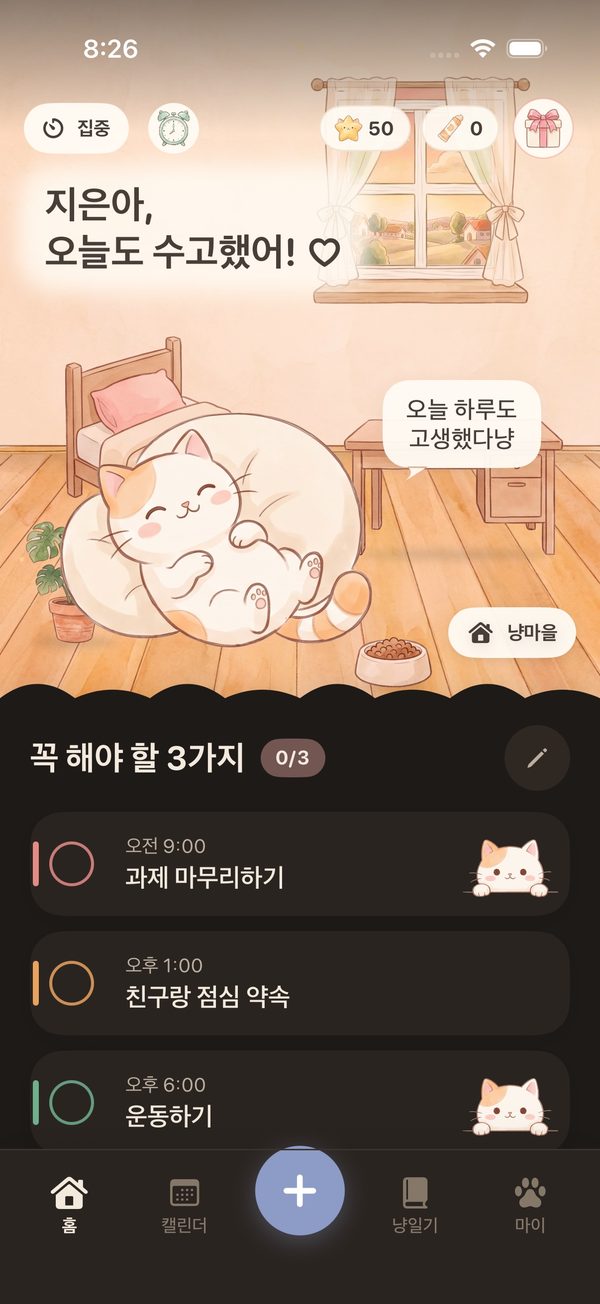 8:26
집중
50
0
지은아,
오늘도 수고했어! ♡
오늘 하루도
고생했다냥
냥마을
꼭 해야 할 3가지
0/3
오전 9:00
과제 마무리하기
오후 1:00
친구랑 점심 약속
오후 6:00
운동하기
홈
캘린더
냥일기
마이